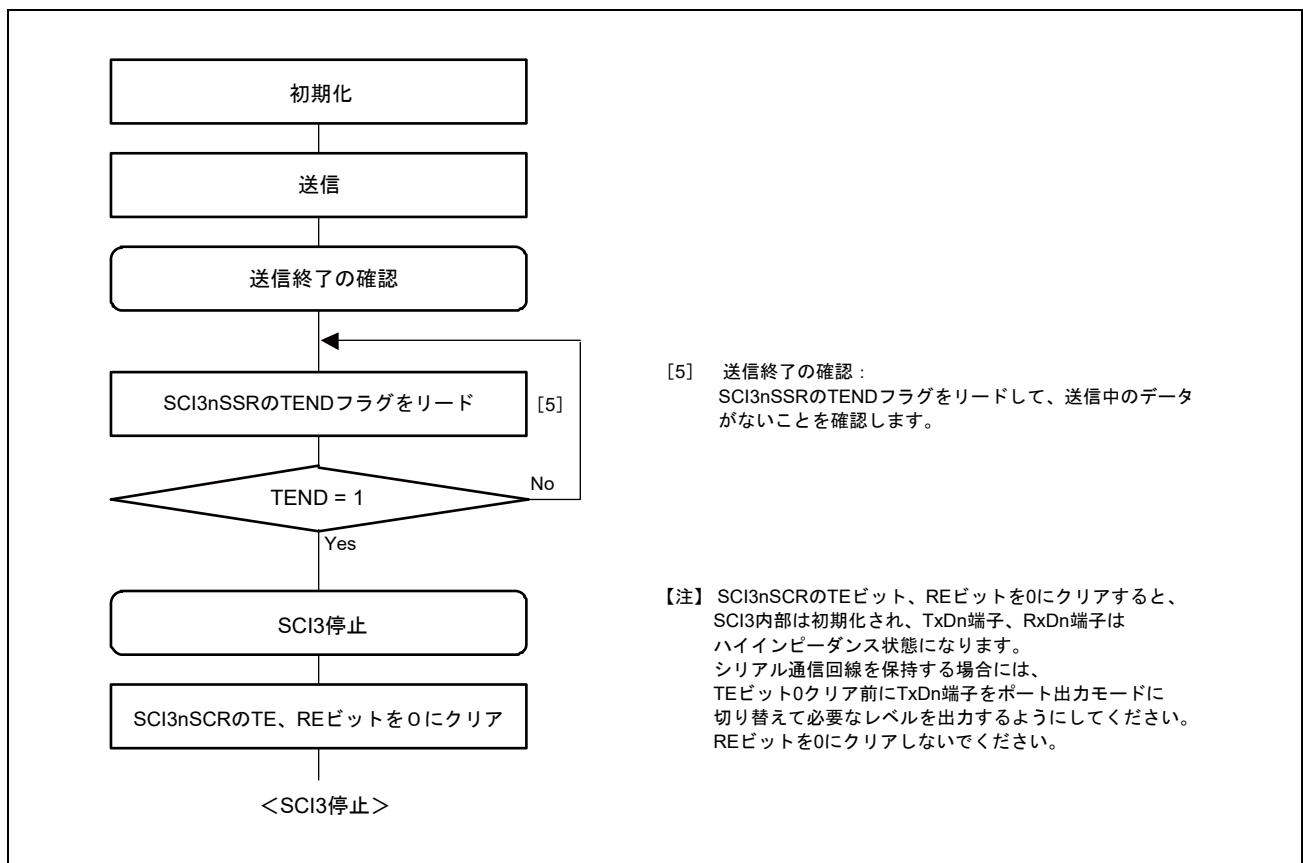 初期化
送信
送信終了の確認
SCI3nSSRのTENDフラグをリード
[5]
TEND = 1
No
Yes
SCI3停止
SCI3nSCRのTE、REビットを０にクリア
＜SCI3停止＞
[5] 送信終了の確認：
SCI3nSSRのTENDフラグをリードして、送信中のデータ
がないことを確認します。
【注】 SCI3nSCRのTEビット、REビットを0にクリアすると、
SCI3内部は初期化され、TxDn端子、RxDn端子は
ハイインピーダンス状態になります。
シリアル通信回線を保持する場合には、
TEビット0クリア前にTxDn端子をポート出力モードに
切り替えて必要なレベルを出力するようにしてください。
REビットを0にクリアしないでください。